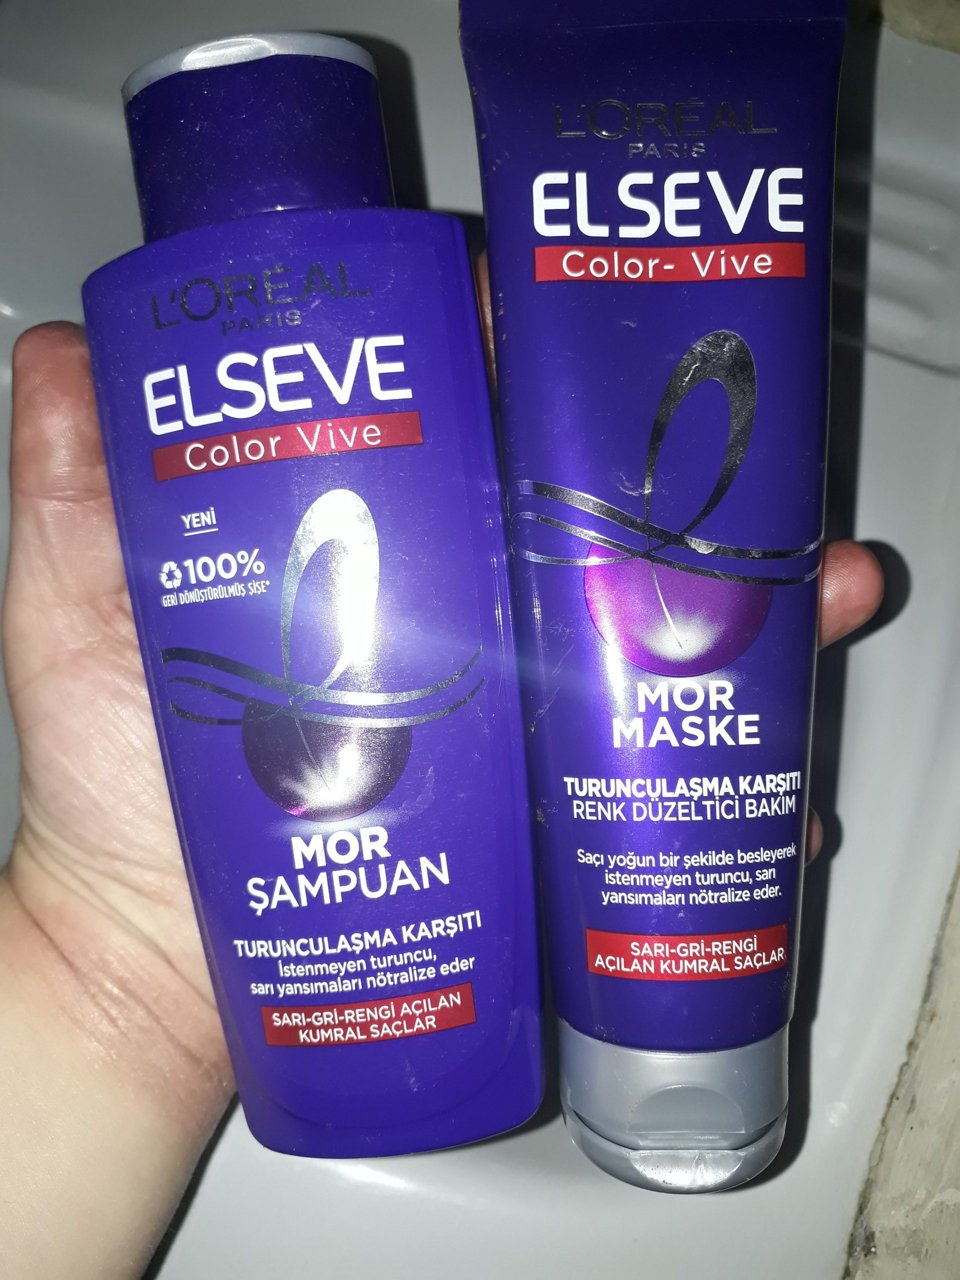 L'ORÉAL
PARIS
ELSEVE
Color Vive
YENİ
100%
GERİ DÖNÜŞTÜRÜLMÜŞ ŞİŞE*
MOR
ŞAMPUAN
TURUNCULAŞMA KARŞITI
İstenmeyen turuncu,
sarı yansımaları nötralize eder
SARI-GRİ-RENGİ AÇILAN
KUMRAL SAÇLAR
L'ORÉAL
PARIS
ELSEVE
Color- Vive
MOR
MASKE
TURUNCULAŞMA KARŞITI
RENK DÜZELTİCİ BAKIM
Saçı yoğun bir şekilde besleyerek
istenmeyen turuncu, sarı
yansımaları nötralize eder.
SARI-GRİ-RENGİ
AÇILAN KUMRAL SAÇLAR